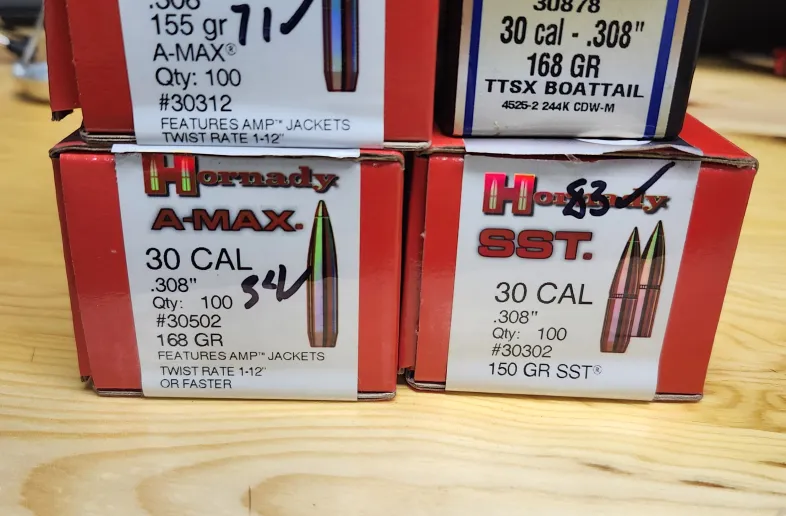 .308
155 gr 71✓
A-MAX®
Qty: 100
#30312
FEATURES AMP™ JACKETS
TWIST RATE 1-12"
30878
30 cal - .308"
168 GR
TTSX BOATTAIL
4525-2 244K CDW-M
Hornady
A-MAX.
30 CAL
.308"
Qty: 100
#30502
168 GR
FEATURES AMP™ JACKETS
TWIST RATE 1-12"
OR FASTER
Hornady
83 ✓
SST.
30 CAL
.308"
Qty: 100
#30302
150 GR SST®